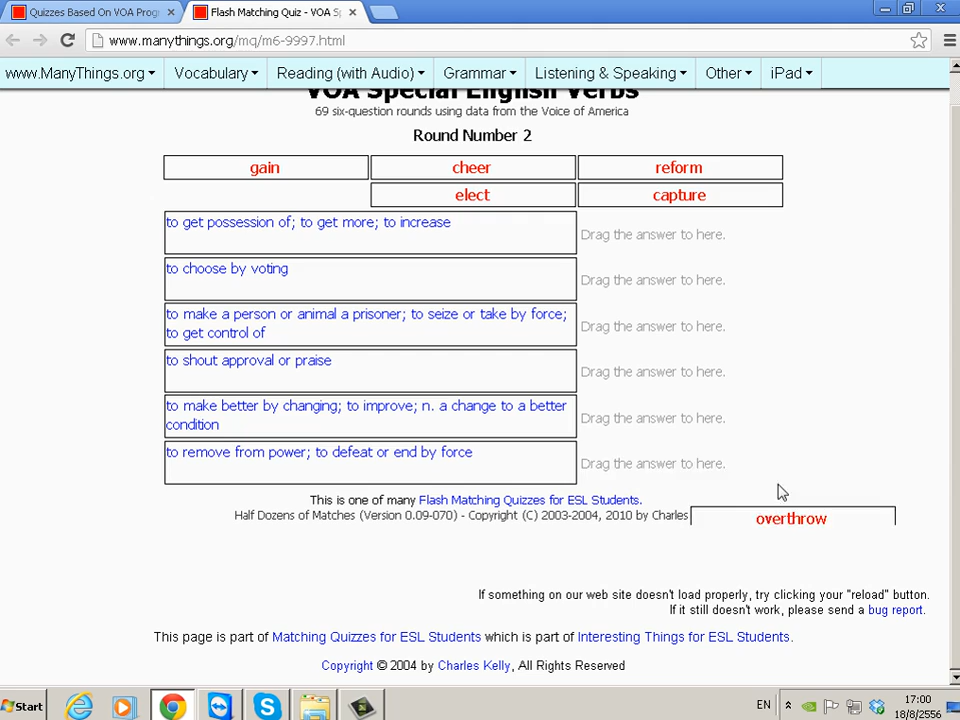 Quizzes Based On VOA Prog
Flash Matching Quiz - VOA Sp
www.manythings.org/mq/m6-9997.html
www.ManyThings.org Vocabulary Reading (with Audio) Grammar Listening & Speaking Other iPad
VOA Special English Verbs
69 six-question rounds using data from the Voice of America
Round Number 2
gain cheer reform
elect capture
to get possession of; to get more; to increase
Drag the answer to here.
to choose by voting
Drag the answer to here.
to make a person or animal a prisoner; to seize or take by force;
to get control of
Drag the answer to here.
to shout approval or praise
Drag the answer to here.
to make better by changing; to improve; n. a change to a better
condition
Drag the answer to here.
to remove from power; to defeat or end by force
Drag the answer to here.
This is one of many Flash Matching Quizzes for ESL Students.
Half Dozens of Matches (Version 0.09-070) - Copyright (C) 2003-2004, 2010 by Charles
overthrow
If something on our web site doesn't load properly, try clicking your "reload" button.
If it still doesn't work, please send a bug report.
This page is part of Matching Quizzes for ESL Students which is part of Interesting Things for ESL Students.
Copyright © 2004 by Charles Kelly, All Rights Reserved
Start
EN
17:00
18/8/2556